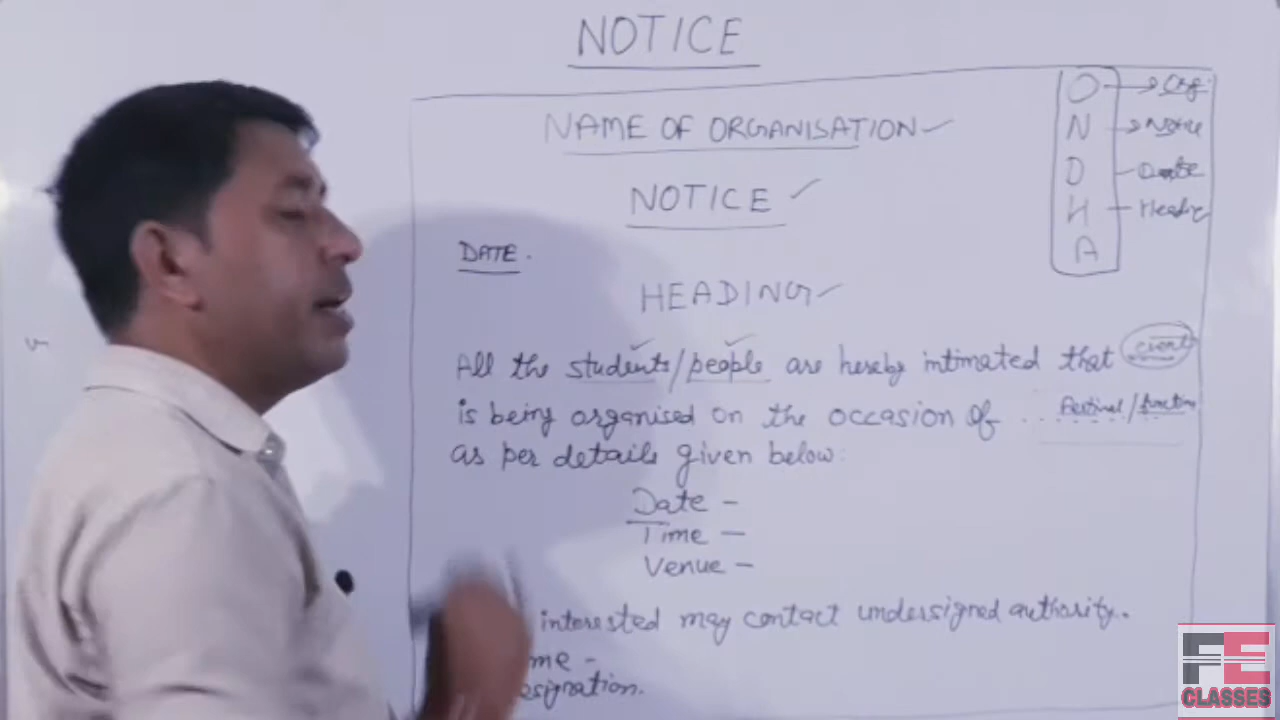 NOTICE
NAME OF ORGANISATION
NOTICE
DATE.
HEADING
All the students/people are hereby intimated that event
is being organised on the occasion of .... Festival/function
as per details given below:
Date -
Time -
Venue -
interested may contact undersigned authority.
me -
esignation.
O → Org.
N → Notice
D - Date
H - Heading
A
FE
CLASSES